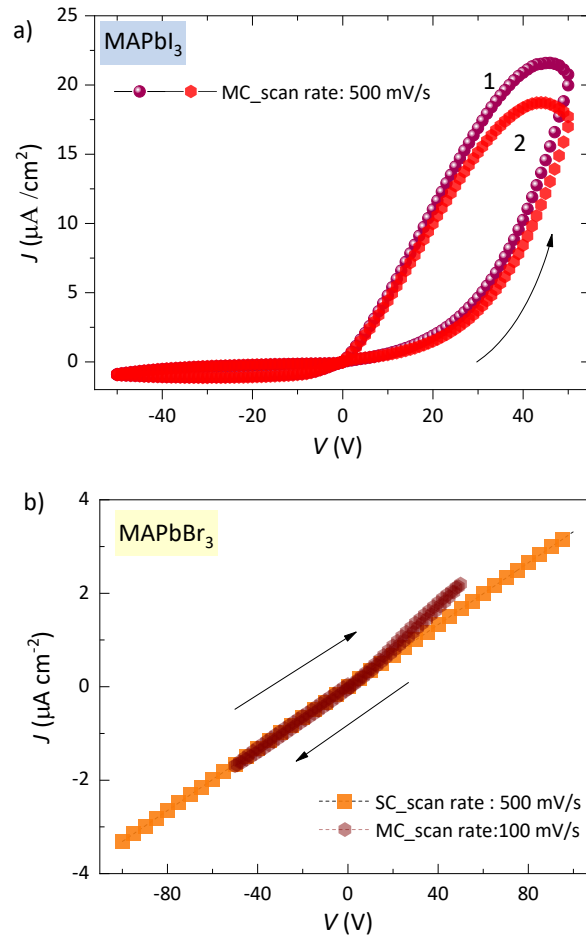 a)
MAPbI₃
MC_scan rate: 500 mV/s
1
2
25
20
15
10
5
0
J (μA /cm²)
-40
-20
0
20
40
V (V)
b)
MAPbBr₃
4
2
0
-2
-4
J (μA cm⁻²)
SC_scan rate : 500 mV/s
MC_scan rate:100 mV/s
-80
-40
0
40
80
V (V)